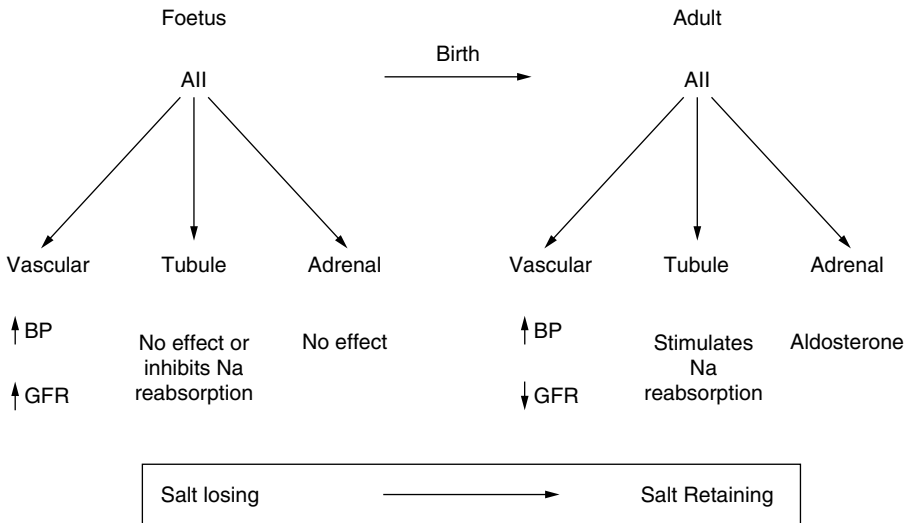 Foetus
Adult
Birth
AII
AII
Vascular
Tubule
Adrenal
Vascular
Tubule
Adrenal
BP
No effect or
inhibits Na
reabsorption
No effect
GFR
BP
Stimulates
Na
reabsorption
Aldosterone
GFR
Salt losing
Salt Retaining